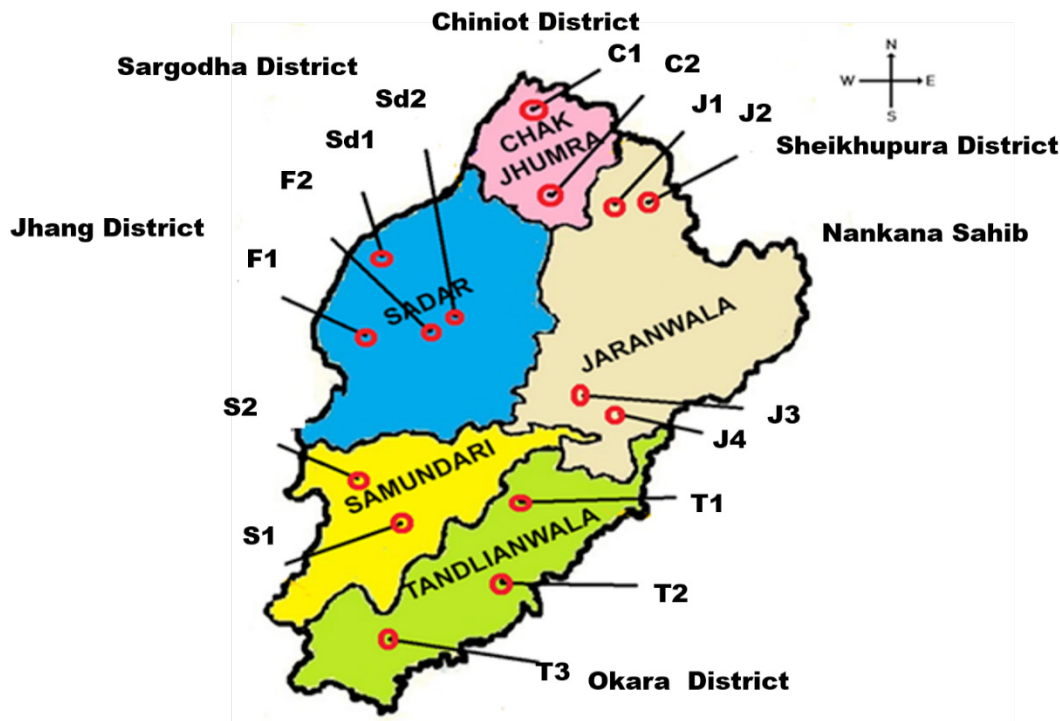 Chiniot District
Sargodha District
C1
C2
Sd2
J1
J2
Sd1
Sheikhupura District
F2
Jhang District
Nankana Sahib
F1
N
W
E
S
CHAK
JHUMRA
SADAR
JARANWALA
S2
J3
J4
SAMUNDARI
T1
S1
TANDLIANWALA
T2
T3
Okara District